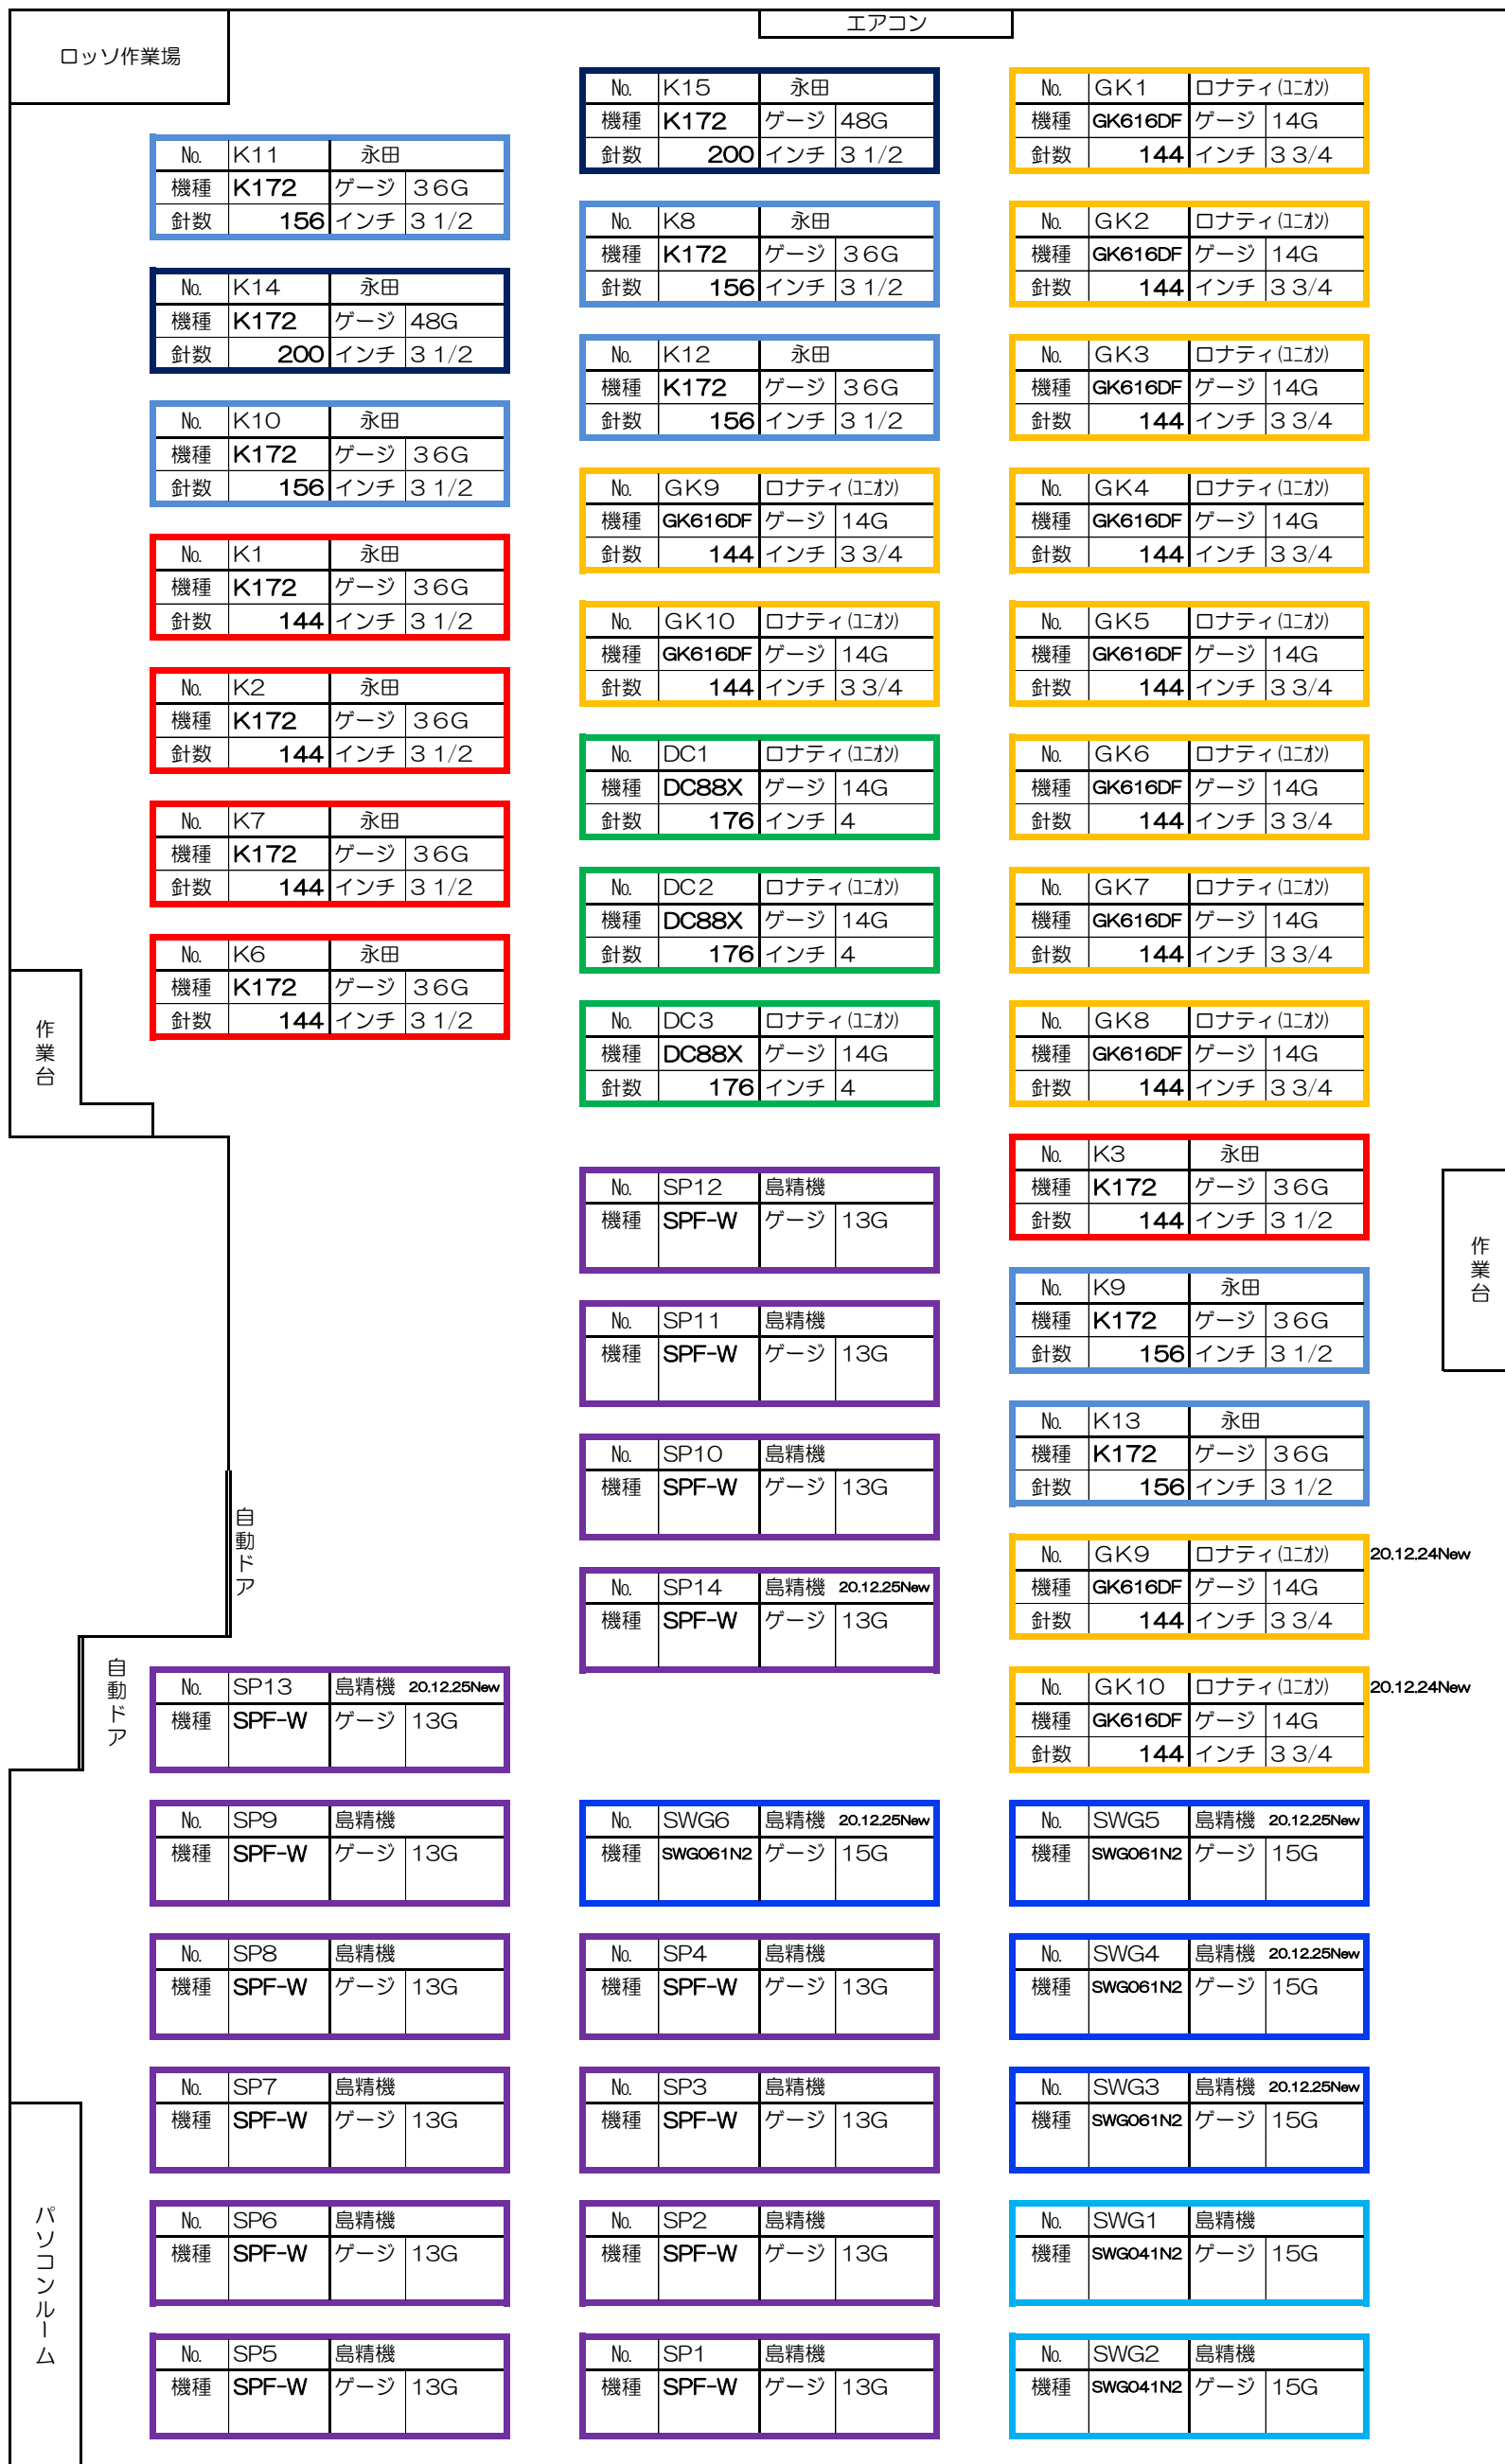 エアコン
ロッソ作業場
No. K11 永田
機種 K172 ゲージ 36G
針数 156 インチ 3 1/2
No. K14 永田
機種 K172 ゲージ 48G
針数 200 インチ 3 1/2
No. K10 永田
機種 K172 ゲージ 36G
針数 156 インチ 3 1/2
No. K1 永田
機種 K172 ゲージ 36G
針数 144 インチ 3 1/2
No. K2 永田
機種 K172 ゲージ 36G
針数 144 インチ 3 1/2
No. K7 永田
機種 K172 ゲージ 36G
針数 144 インチ 3 1/2
No. K6 永田
機種 K172 ゲージ 36G
針数 144 インチ 3 1/2
作業台
自動ドア
自動ドア
No. SP13 島精機 20.12.25New
機種 SPF-W ゲージ 13G
No. SP9 島精機
機種 SPF-W ゲージ 13G
No. SP8 島精機
機種 SPF-W ゲージ 13G
No. SP7 島精機
機種 SPF-W ゲージ 13G
No. SP6 島精機
機種 SPF-W ゲージ 13G
No. SP5 島精機
機種 SPF-W ゲージ 13G
パソコンルーム
No. K15 永田
機種 K172 ゲージ 48G
針数 200 インチ 3 1/2
No. K8 永田
機種 K172 ゲージ 36G
針数 156 インチ 3 1/2
No. K12 永田
機種 K172 ゲージ 36G
針数 156 インチ 3 1/2
No. GK9 ロナティ(ユニオン)
機種 GK616DF ゲージ 14G
針数 144 インチ 3 3/4
No. GK10 ロナティ(ユニオン)
機種 GK616DF ゲージ 14G
針数 144 インチ 3 3/4
No. DC1 ロナティ(ユニオン)
機種 DC88X ゲージ 14G
針数 176 インチ 4
No. DC2 ロナティ(ユニオン)
機種 DC88X ゲージ 14G
針数 176 インチ 4
No. DC3 ロナティ(ユニオン)
機種 DC88X ゲージ 14G
針数 176 インチ 4
No. SP12 島精機
機種 SPF-W ゲージ 13G
No. SP11 島精機
機種 SPF-W ゲージ 13G
No. SP10 島精機
機種 SPF-W ゲージ 13G
No. SP14 島精機 20.12.25New
機種 SPF-W ゲージ 13G
No. SWG6 島精機 20.12.25New
機種 SWG061N2 ゲージ 15G
No. SP4 島精機
機種 SPF-W ゲージ 13G
No. SP3 島精機
機種 SPF-W ゲージ 13G
No. SP2 島精機
機種 SPF-W ゲージ 13G
No. SP1 島精機
機種 SPF-W ゲージ 13G
No. GK1 ロナティ(ユニオン)
機種 GK616DF ゲージ 14G
針数 144 インチ 3 3/4
No. GK2 ロナティ(ユニオン)
機種 GK616DF ゲージ 14G
針数 144 インチ 3 3/4
No. GK3 ロナティ(ユニオン)
機種 GK616DF ゲージ 14G
針数 144 インチ 3 3/4
No. GK4 ロナティ(ユニオン)
機種 GK616DF ゲージ 14G
針数 144 インチ 3 3/4
No. GK5 ロナティ(ユニオン)
機種 GK616DF ゲージ 14G
針数 144 インチ 3 3/4
No. GK6 ロナティ(ユニオン)
機種 GK616DF ゲージ 14G
針数 144 インチ 3 3/4
No. GK7 ロナティ(ユニオン)
機種 GK616DF ゲージ 14G
針数 144 インチ 3 3/4
No. GK8 ロナティ(ユニオン)
機種 GK616DF ゲージ 14G
針数 144 インチ 3 3/4
No. K3 永田
機種 K172 ゲージ 36G
針数 144 インチ 3 1/2
No. K9 永田
機種 K172 ゲージ 36G
針数 156 インチ 3 1/2
No. K13 永田
機種 K172 ゲージ 36G
針数 156 インチ 3 1/2
No. GK9 ロナティ(ユニオン) 20.12.24New
機種 GK616DF ゲージ 14G
針数 144 インチ 3 3/4
No. GK10 ロナティ(ユニオン) 20.12.24New
機種 GK616DF ゲージ 14G
針数 144 インチ 3 3/4
No. SWG5 島精機 20.12.25New
機種 SWG061N2 ゲージ 15G
No. SWG4 島精機 20.12.25New
機種 SWG061N2 ゲージ 15G
No. SWG3 島精機 20.12.25New
機種 SWG061N2 ゲージ 15G
No. SWG1 島精機
機種 SWG041N2 ゲージ 15G
No. SWG2 島精機
機種 SWG041N2 ゲージ 15G
作業台